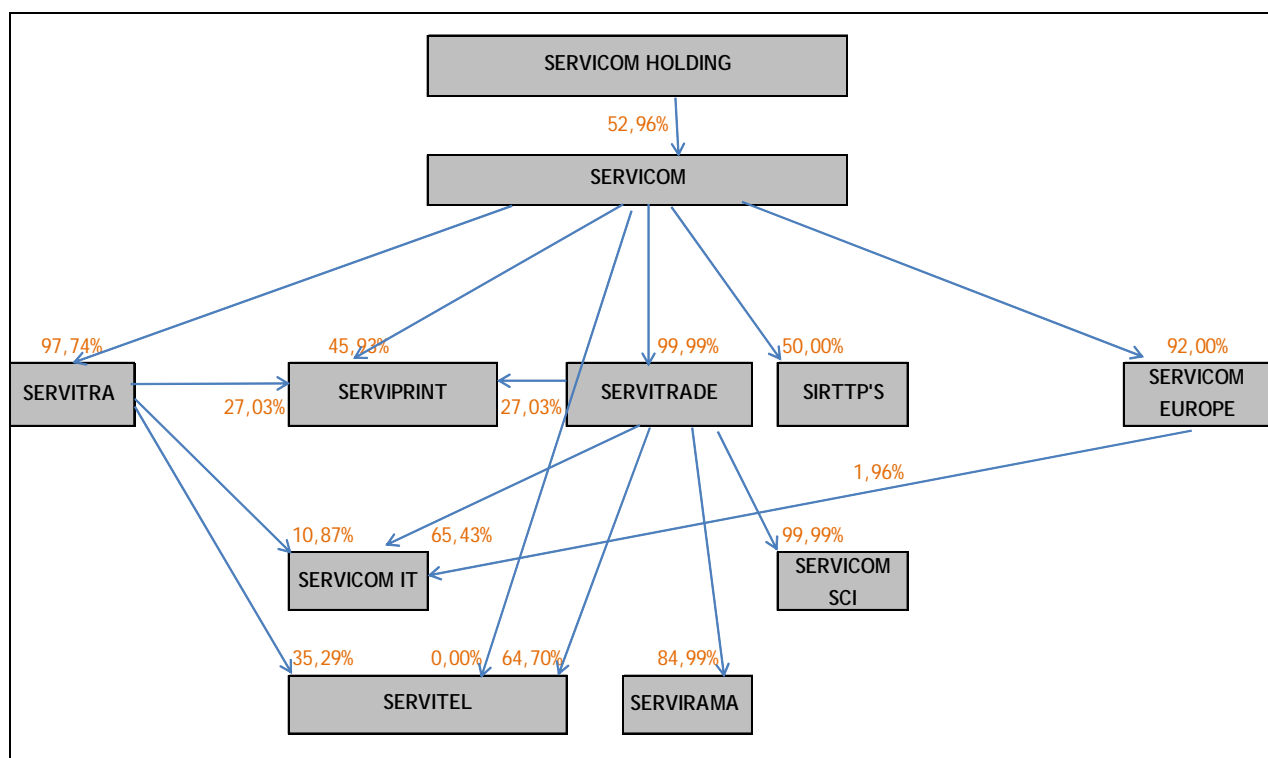 SERVICOM HOLDING
52,96%
SERVICOM
97,74%
45,93%
99,99%
50,00%
92,00%
SERVITRA
SERVIPRINT
SERVITRADE
SIRTTP'S
SERVICOM
EUROPE
27,03%
27,03%
1,96%
10,87%
65,43%
99,99%
SERVICOM IT
SERVICOM
SCI
35,29%
0,00%
64,70%
84,99%
SERVITEL
SERVIRAMA